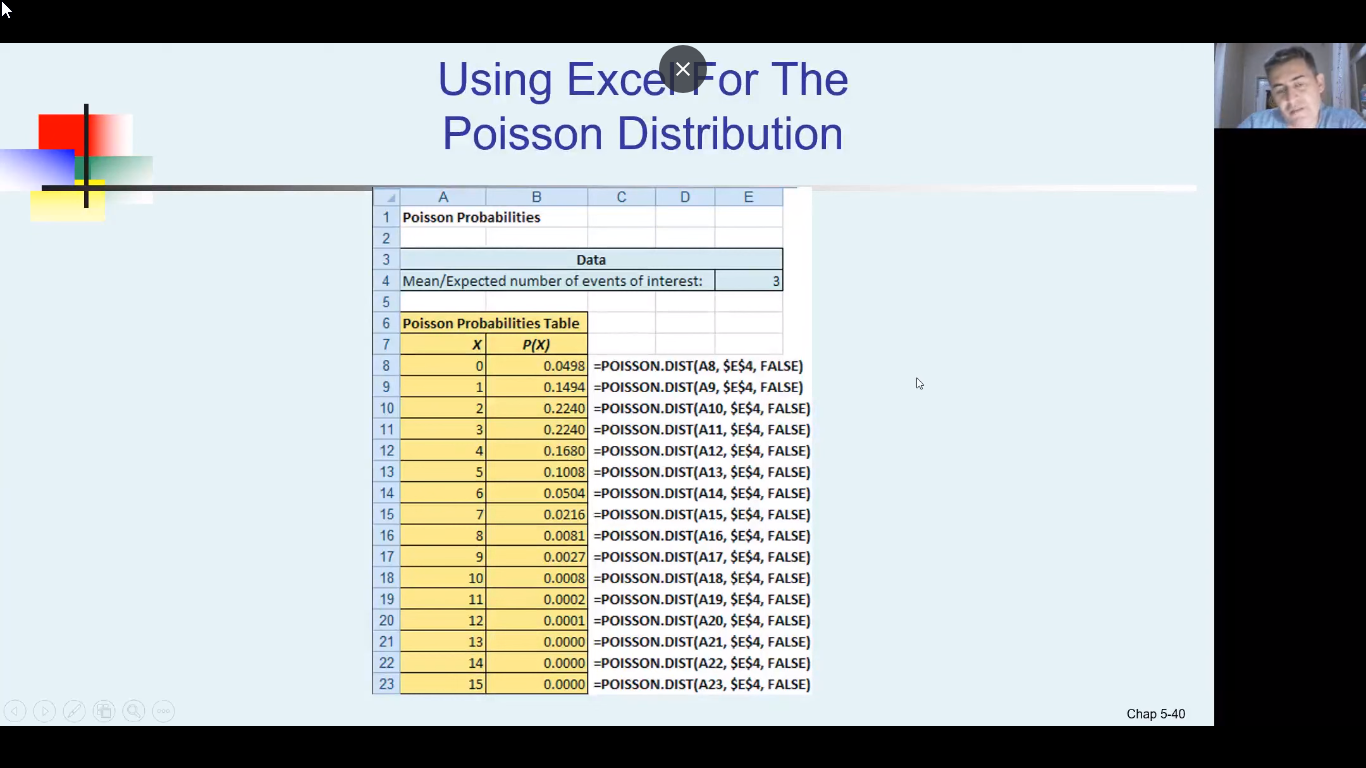 Using Excel For The
Poisson Distribution
A B C D E
1 Poisson Probabilities
2
3 Data
4 Mean/Expected number of events of interest: 3
5
6 Poisson Probabilities Table
7 X P(X)
8 0 0.0498 =POISSON.DIST(A8, $E$4, FALSE)
9 1 0.1494 =POISSON.DIST(A9, $E$4, FALSE)
10 2 0.2240 =POISSON.DIST(A10, $E$4, FALSE)
11 3 0.2240 =POISSON.DIST(A11, $E$4, FALSE)
12 4 0.1680 =POISSON.DIST(A12, $E$4, FALSE)
13 5 0.1008 =POISSON.DIST(A13, $E$4, FALSE)
14 6 0.0504 =POISSON.DIST(A14, $E$4, FALSE)
15 7 0.0216 =POISSON.DIST(A15, $E$4, FALSE)
16 8 0.0081 =POISSON.DIST(A16, $E$4, FALSE)
17 9 0.0027 =POISSON.DIST(A17, $E$4, FALSE)
18 10 0.0008 =POISSON.DIST(A18, $E$4, FALSE)
19 11 0.0002 =POISSON.DIST(A19, $E$4, FALSE)
20 12 0.0001 =POISSON.DIST(A20, $E$4, FALSE)
21 13 0.0000 =POISSON.DIST(A21, $E$4, FALSE)
22 14 0.0000 =POISSON.DIST(A22, $E$4, FALSE)
23 15 0.0000 =POISSON.DIST(A23, $E$4, FALSE)
Chap 5-40